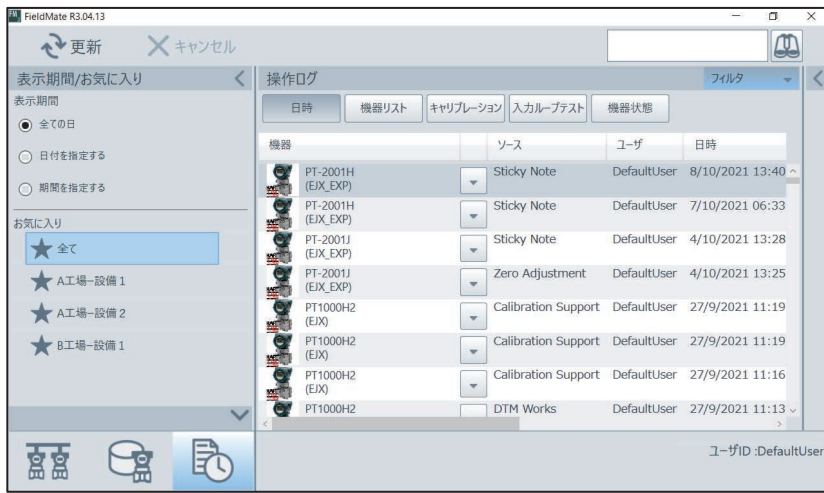 FieldMate R3.04.13
更新
キャンセル
表示期間/お気に入り
表示期間
全ての日
日付を指定する
期間を指定する
お気に入り
全て
A工場-設備1
A工場-設備2
B工場-設備1
操作ログ
フィルタ
日時 機器リスト キャリブレーション 入力ループテスト 機器状態
機器 ソース ユーザ 日時
PT-2001H Sticky Note DefaultUser 8/10/2021 13:40
(EJX_EXP)
PT-2001H Sticky Note DefaultUser 7/10/2021 06:33
(EJX_EXP)
PT-2001J Sticky Note DefaultUser 4/10/2021 13:28
(EJX_EXP)
PT-2001J Zero Adjustment DefaultUser 4/10/2021 13:25
(EJX_EXP)
PT1000H2 Calibration Support DefaultUser 27/9/2021 11:19
(EJX)
PT1000H2 Calibration Support DefaultUser 27/9/2021 11:19
(EJX)
PT1000H2 Calibration Support DefaultUser 27/9/2021 11:16
(EJX)
PT1000H2 DTM Works DefaultUser 27/9/2021 11:13
ユーザID :DefaultUser